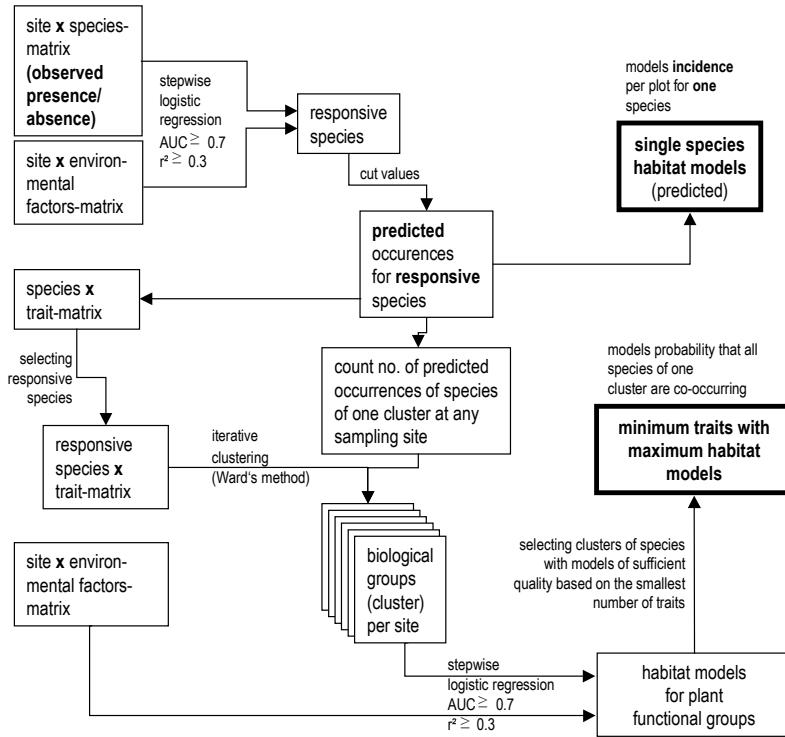 site x species-
matrix
(observed
presence/
absence)
stepwise
logistic
regression
AUC ≥ 0.7
r² ≥ 0.3
responsive
species
models incidence
per plot for one
species
single species
habitat models
(predicted)
site x environ-
mental
factors-matrix
cut values
predicted
occurences
for responsive
species
species x
trait-matrix
selecting
responsive
species
count no. of predicted
occurrences of species
of one cluster at any
sampling site
models probability that all
species of one
cluster are co-occurring
minimum traits with
maximum habitat
models
responsive
species x
trait-matrix
iterative
clustering
(Ward's method)
site x environ-
mental factors-
matrix
biological
groups
(cluster)
per site
selecting clusters of species
with models of sufficient
quality based on the smallest
number of traits
stepwise
logistic regression
AUC ≥ 0.7
r² ≥ 0.3
habitat models
for plant
functional groups